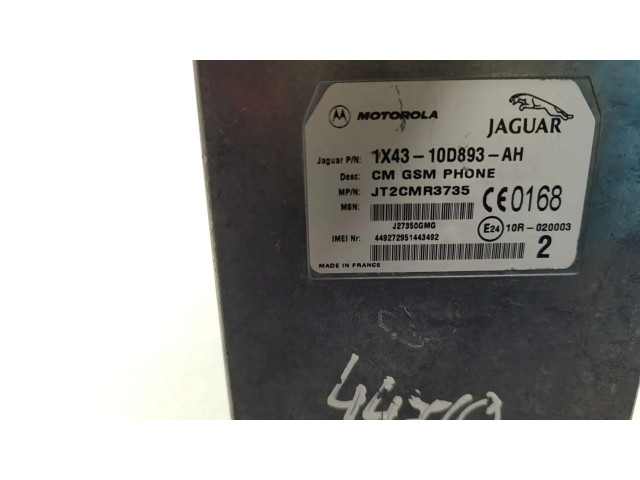 MOTOROLA JAGUAR
Jaguar P/N: 1X43-10D893-AH
Desc: CM GSM PHONE
MP/N: JT2CMR3735 CE0168
MSN:
J27350GMG
E24 10R-020003
IMEI Nr: 449272951443492
2
MADE IN FRANCE